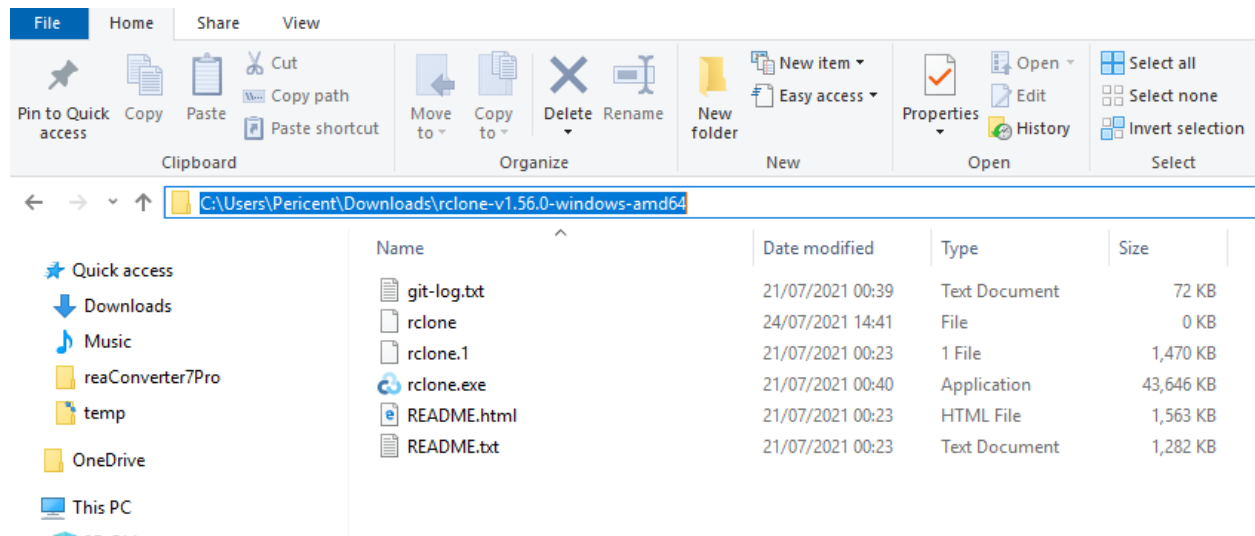 File Home Share View
Pin to Quick access
Copy
Paste
Cut
Copy path
Paste shortcut
Clipboard
Move to
Copy to
Delete
Rename
Organize
New folder
New item
Easy access
New
Properties
Open
Edit
History
Open
Select all
Select none
Invert selection
Select
C:\Users\Pericent\Downloads\rclone-v1.56.0-windows-amd64
Quick access
Downloads
Music
reaConverter7Pro
temp
OneDrive
This PC
Name Date modified Type Size
git-log.txt 21/07/2021 00:39 Text Document 72 KB
rclone 24/07/2021 14:41 File 0 KB
rclone.1 21/07/2021 00:23 1 File 1,470 KB
rclone.exe 21/07/2021 00:40 Application 43,646 KB
README.html 21/07/2021 00:23 HTML File 1,563 KB
README.txt 21/07/2021 00:23 Text Document 1,282 KB